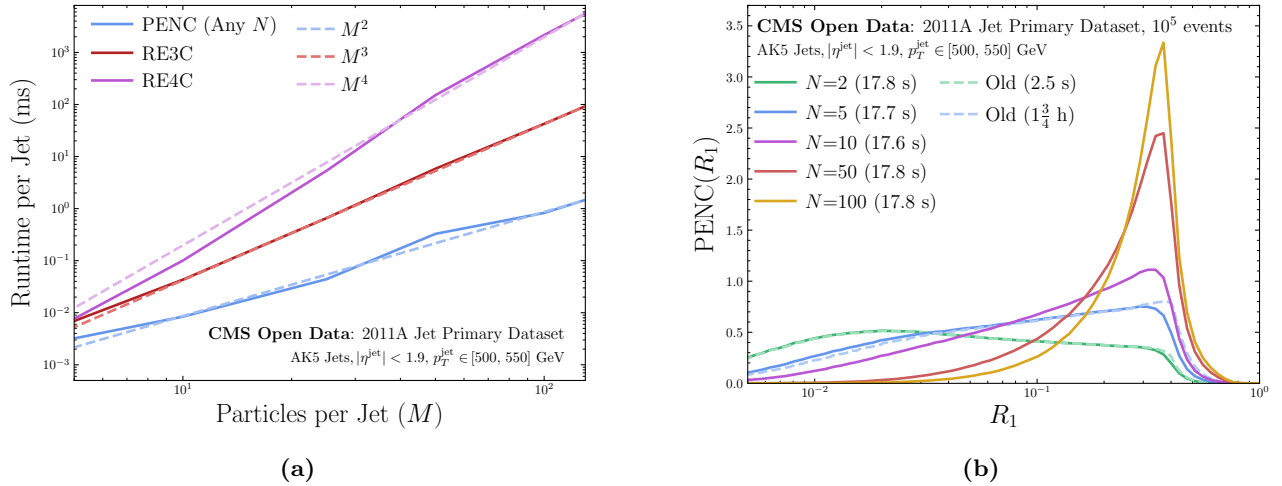 PENC (Any N)
RE3C
RE4C
M²
M³
M⁴
Runtime per Jet (ms)
10³
10²
10¹
10⁰
10⁻¹
10⁻²
10⁻³
CMS Open Data: 2011A Jet Primary Dataset
AK5 Jets, |η^jet| < 1.9, p_T^jet ∈ [500, 550] GeV
10¹
10²
Particles per Jet (M)
(a)
CMS Open Data: 2011A Jet Primary Dataset, 10⁵ events
AK5 Jets, |η^jet| < 1.9, p_T^jet ∈ [500, 550] GeV
N=2 (17.8 s)
N=5 (17.7 s)
N=10 (17.6 s)
N=50 (17.8 s)
N=100 (17.8 s)
Old (2.5 s)
Old (1¾ h)
PENC(R₁)
3.5
3.0
2.5
2.0
1.5
1.0
0.5
0.0
10⁻²
10⁻¹
10⁰
R₁
(b)